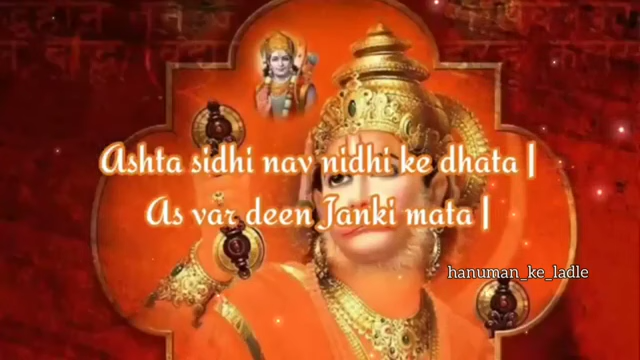 Ashta sidhi nav nidhi ke dhata |
As var deen Janki mata |
hanuman_ke_ladle